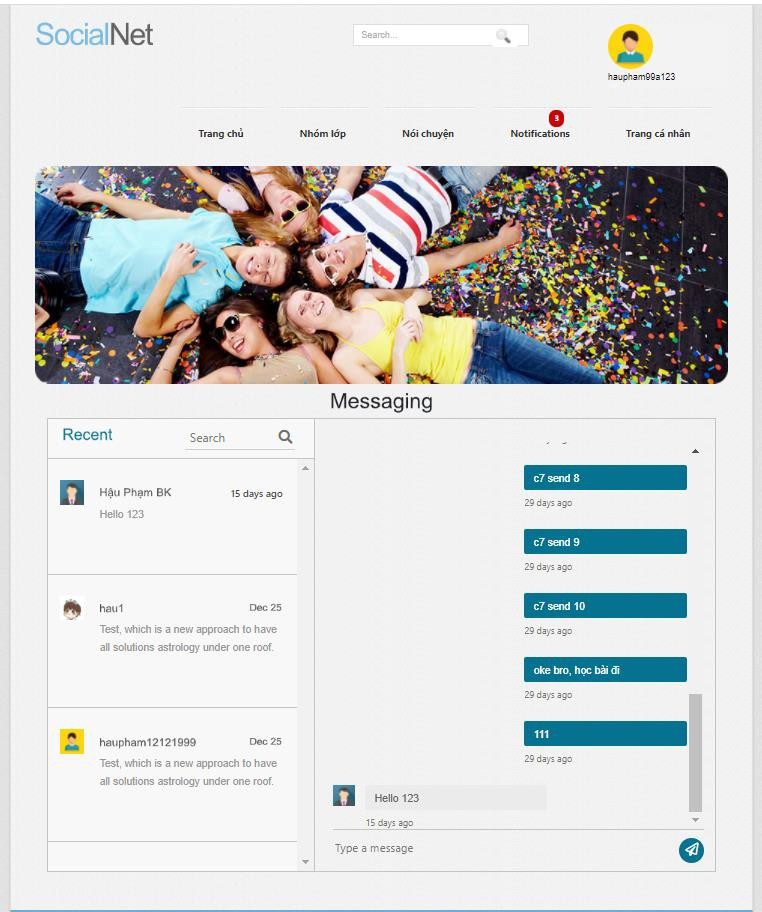 SocialNet
Search...
haupham99a123
3
Trang chủ
Nhóm lớp
Nói chuyện
Notifications
Trang cá nhân
Messaging
Recent
Search
Hậu Phạm BK
15 days ago
Hello 123
hau1
Dec 25
Test, which is a new approach to have
all solutions astrology under one roof.
haupham12121999
Dec 25
Test, which is a new approach to have
all solutions astrology under one roof.
c7 send 8
29 days ago
c7 send 9
29 days ago
c7 send 10
29 days ago
oke bro, học bài đi
29 days ago
111
29 days ago
Hello 123
15 days ago
Type a message